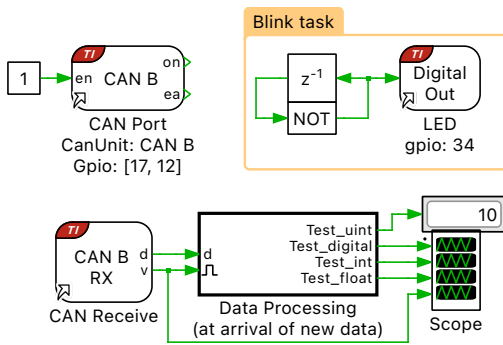 Blink task
TI
1
en
CAN B
on
ea
CAN Port
CanUnit: CAN B
Gpio: [17, 12]
z⁻¹
NOT
TI
Digital
Out
LED
gpio: 34
TI
CAN B
RX
d
v
CAN Receive
d
Test_uint
Test_digital
Test_int
Test_float
Data Processing
(at arrival of new data)
10
Scope